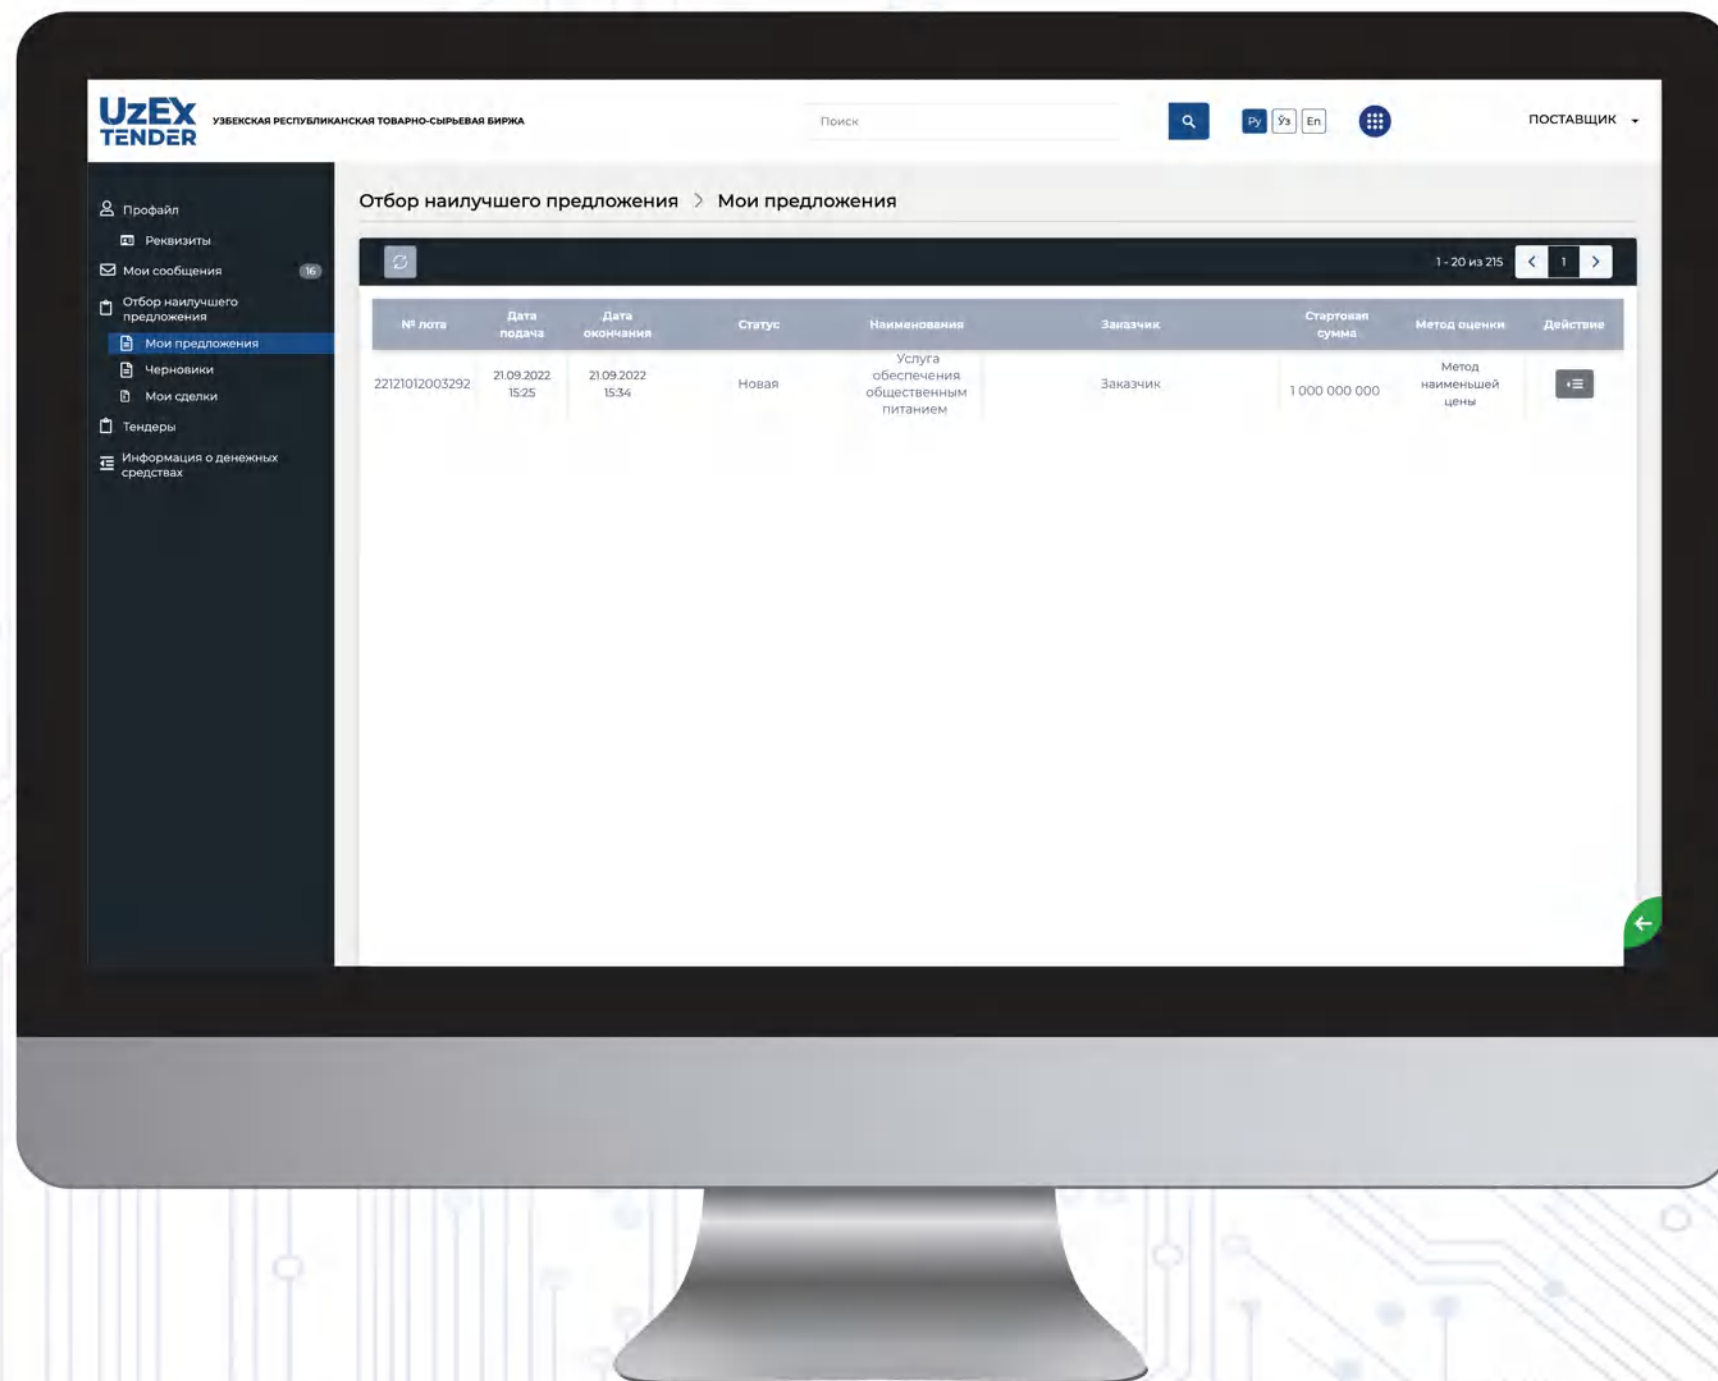 UzEX
TENDER
УЗБЕКСКАЯ РЕСПУБЛИКАНСКАЯ ТОВАРНО-СЫРЬЕВАЯ БИРЖА
Поиск
Ру Ўз En
ПОСТАВЩИК
Профайл
Реквизиты
Мои сообщения 16
Отбор наилучшего
предложения
Мои предложения
Черновики
Мои сделки
Тендеры
Информация о денежных
средствах
Отбор наилучшего предложения > Мои предложения
1 - 20 из 215 < 1 >
№ лота
Дата
подача
Дата
окончания
Статус
Наименования
Заказчик
Стартовая
сумма
Метод оценки
Действие
22121012003292
21.09.2022
15:25
21.09.2022
15:34
Новая
Услуга
обеспечения
общественным
питанием
Заказчик
1 000 000 000
Метод
наименьшей
цены